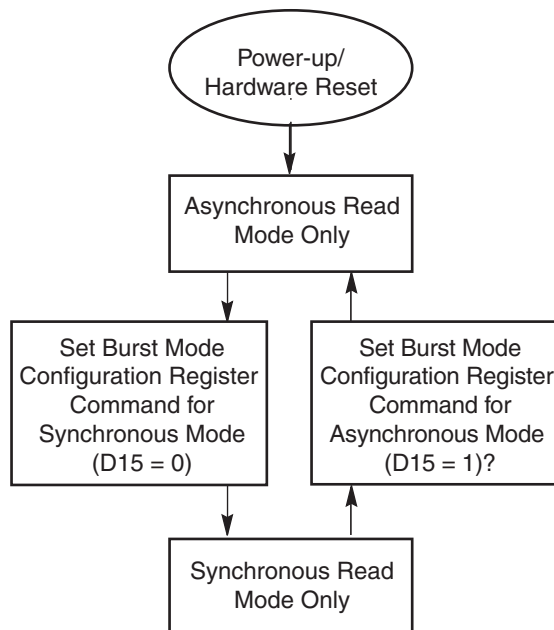 Power-up/
Hardware Reset
Asynchronous Read
Mode Only
Set Burst Mode
Configuration Register
Command for
Synchronous Mode
(D15 = 0)
Set Burst Mode
Configuration Register
Command for
Asynchronous Mode
(D15 = 1)?
Synchronous Read
Mode Only